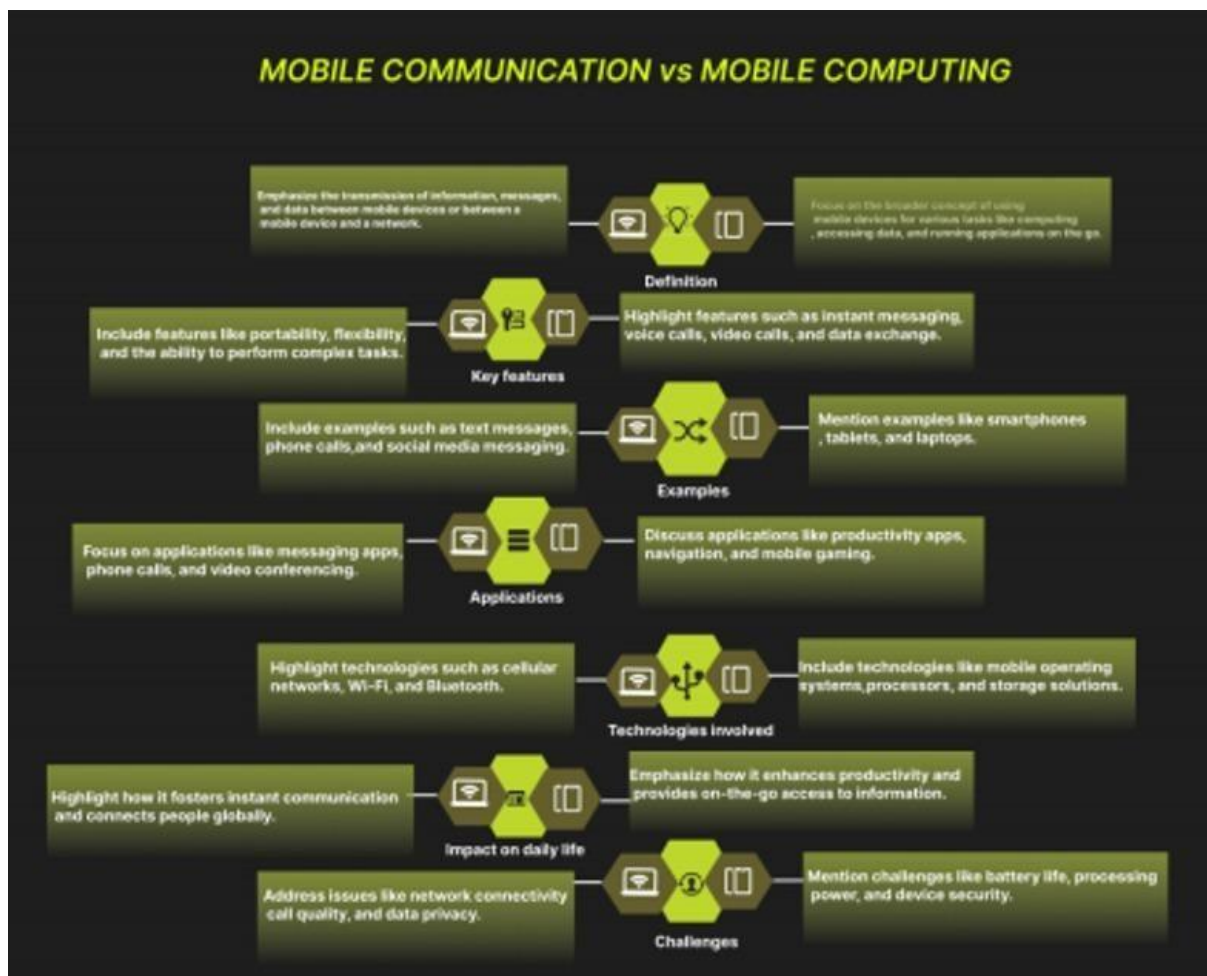 MOBILE COMMUNICATION vs MOBILE COMPUTING
Emphasize the transmission of information, messages,
and data between mobile devices or between a
mobile device and a network.
Focus on the broader concept of using
mobile devices for various tasks like computing
, accessing data, and running applications on the go.
Definition
Include features like portability, flexibility,
and the ability to perform complex tasks.
Highlight features such as instant messaging,
voice calls, video calls, and data exchange.
Key features
Include examples such as text messages,
phone calls,and social media messaging.
Mention examples like smartphones
, tablets, and laptops.
Examples
Focus on applications like messaging apps,
phone calls, and video conferencing.
Discuss applications like productivity apps,
navigation, and mobile gaming.
Applications
Highlight technologies such as cellular
networks, Wi-Fi, and Bluetooth.
Include technologies like mobile operating
systems,processors, and storage solutions.
Technologies involved
Highlight how it fosters instant communication
and connects people globally.
Emphasize how it enhances productivity and
provides on-the-go access to information.
Impact on daily life
Address issues like network connectivity
call quality, and data privacy.
Mention challenges like battery life, processing
power, and device security.
Challenges